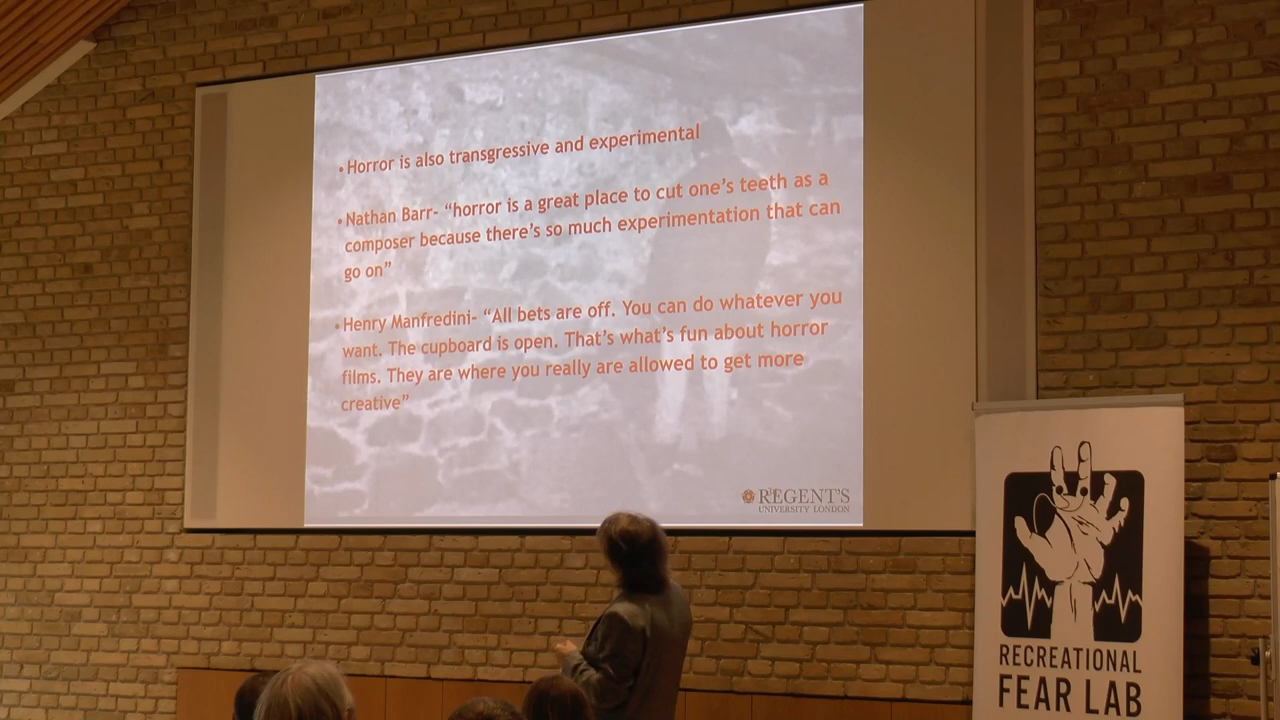 •Horror is also transgressive and experimental
•Nathan Barr- “horror is a great place to cut one’s teeth as a
composer because there’s so much experimentation that can
go on”
•Henry Manfredini- “All bets are off. You can do whatever you
want. The cupboard is open. That’s what’s fun about horror
films. They are where you really are allowed to get more
creative”
REGENT’S
UNIVERSITY LONDON
RECREATIONAL
FEAR LAB